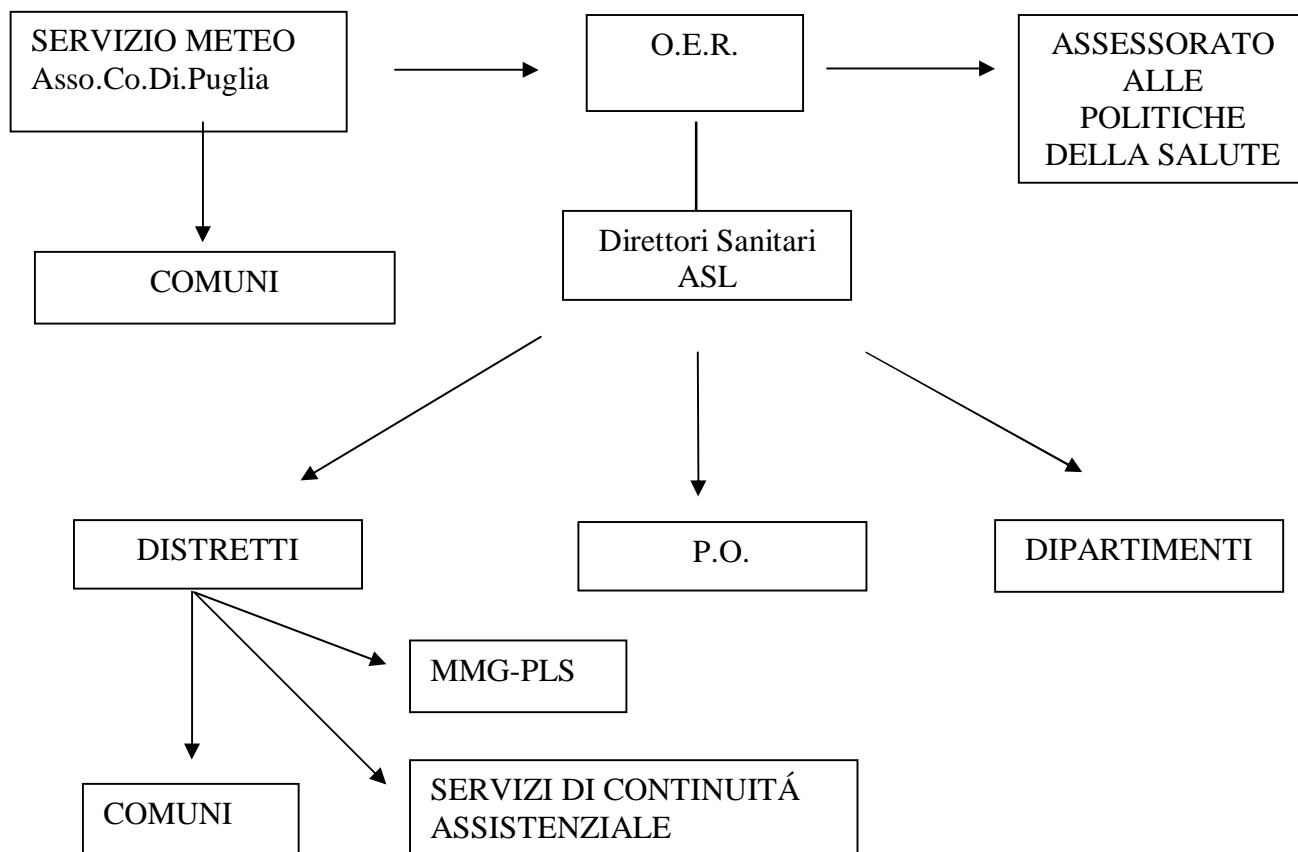 SERVIZIO METEO
Asso.Co.Di.Puglia
O.E.R.
ASSESSORATO
ALLE
POLITICHE
DELLA SALUTE
COMUNI
Direttori Sanitari
ASL
DISTRETTI
P.O.
DIPARTIMENTI
MMG-PLS
COMUNI
SERVIZI DI CONTINUITÁ
ASSISTENZIALE